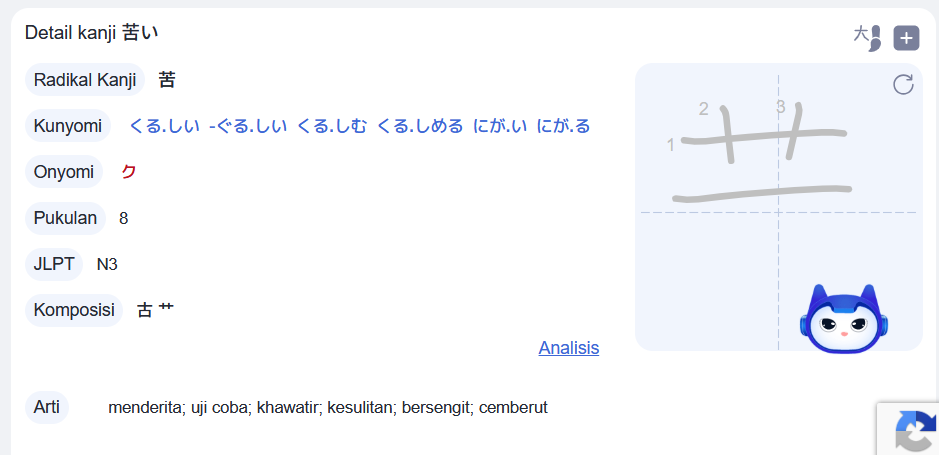 Detail kanji 苦い
大
Radikal Kanji 苦
Kunyomi くる.しい -ぐる.しい くる.しむ くる.しめる にが.い にが.る
Onyomi ク
Pukulan 8
JLPT N3
Komposisi 古 艹
1
2
3
Analisis
Arti menderita; uji coba; khawatir; kesulitan; bersengit; cemberut